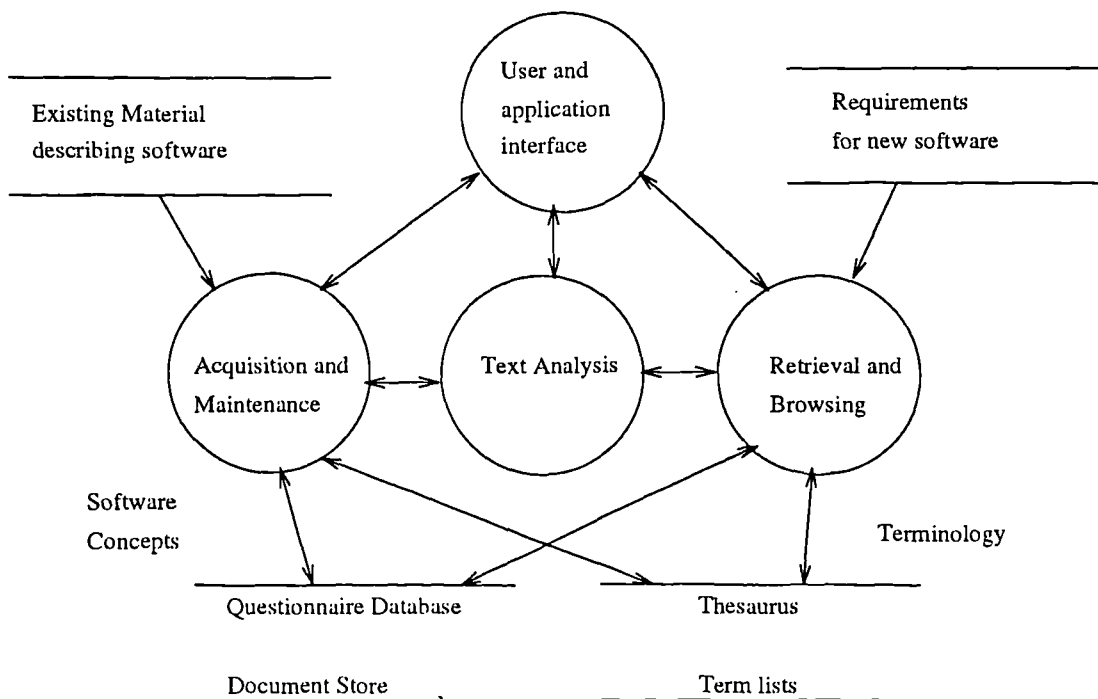 User and
application
interface
Existing Material
describing software
Requirements
for new software
Acquisition and
Maintenance
Text Analysis
Retrieval and
Browsing
Software
Concepts
Terminology
Questionnaire Database
Thesaurus
Document Store
Term lists